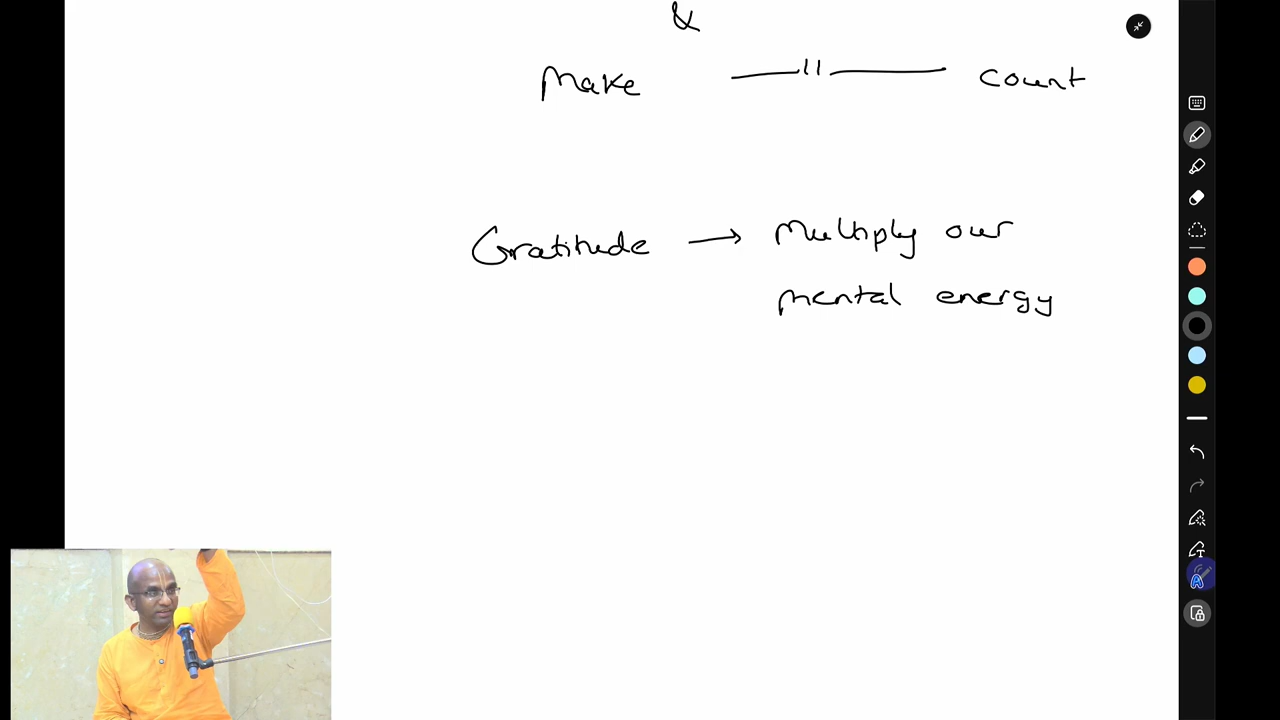 &
Make —"— count
Gratitude → Multiply our
mental energy